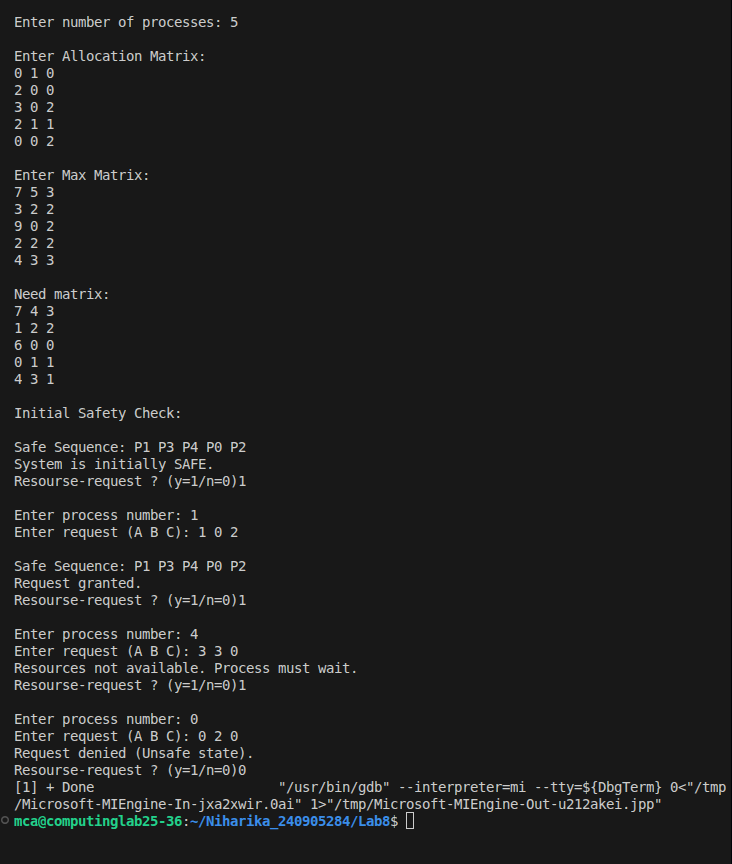 Enter number of processes: 5
Enter Allocation Matrix:
0 1 0
2 0 0
3 0 2
2 1 1
0 0 2
Enter Max Matrix:
7 5 3
3 2 2
9 0 2
2 2 2
4 3 3
Need matrix:
7 4 3
1 2 2
6 0 0
0 1 1
4 3 1
Initial Safety Check:
Safe Sequence: P1 P3 P4 P0 P2
System is initially SAFE.
Resourse-request ? (y=1/n=0)1
Enter process number: 1
Enter request (A B C): 1 0 2
Safe Sequence: P1 P3 P4 P0 P2
Request granted.
Resourse-request ? (y=1/n=0)1
Enter process number: 4
Enter request (A B C): 3 3 0
Resources not available. Process must wait.
Resourse-request ? (y=1/n=0)1
Enter process number: 0
Enter request (A B C): 0 2 0
Request denied (Unsafe state).
Resourse-request ? (y=1/n=0)0
[1] + Done                       "/usr/bin/gdb" --interpreter=mi --tty=${DbgTerm} 0<"/tmp
/Microsoft-MIEngine-In-jxa2xwir.0ai" 1>"/tmp/Microsoft-MIEngine-Out-u212akei.jpp"
mca@computinglab25-36:~/Niharika_240905284/Lab8$